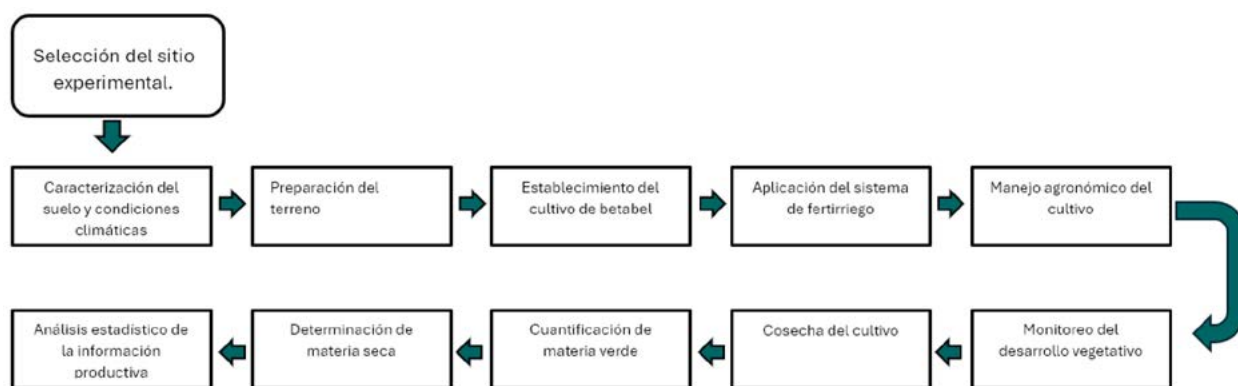 Selección del sitio
experimental.
Caracterización del
suelo y condiciones
climáticas
Preparación del
terreno
Establecimiento del
cultivo de betabel
Aplicación del sistema
de fertirriego
Manejo agronómico del
cultivo
Monitoreo del
desarrollo vegetativo
Cosecha del cultivo
Cuantificación de
materia verde
Determinación de
materia seca
Análisis estadístico de
la información
productiva